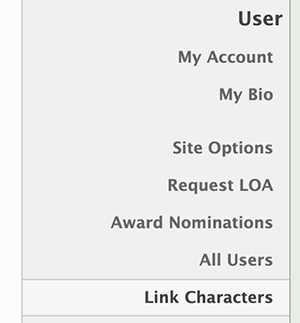 User
My Account
My Bio
Site Options
Request LOA
Award Nominations
All Users
Link Characters